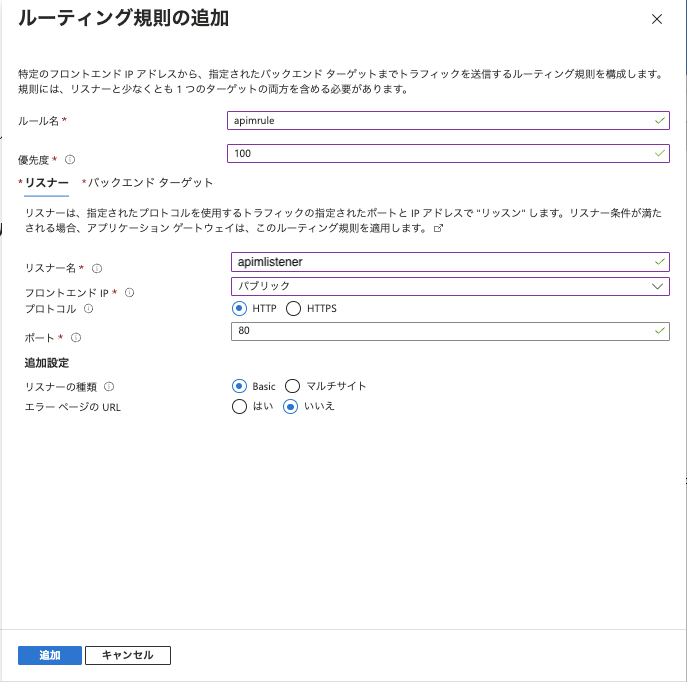 ルーティング規則の追加
特定のフロントエンド IP アドレスから、指定されたバックエンド ターゲットまでトラフィックを送信するルーティング規則を構成します。
規則には、リスナーと少なくとも 1 つのターゲットの両方を含める必要があります。
ルール名 * apimrule
優先度 * 100
* リスナー * バックエンド ターゲット
リスナーは、指定されたプロトコルを使用するトラフィックの指定されたポートと IP アドレスで "リッスン" します。リスナー条件が満た
される場合、アプリケーション ゲートウェイは、このルーティング規則を適用します。
リスナー名 * apimlistener
フロントエンド IP * パブリック
プロトコル HTTP HTTPS
ポート * 80
追加設定
リスナーの種類 Basic マルチサイト
エラー ページの URL はい いいえ
追加 キャンセル